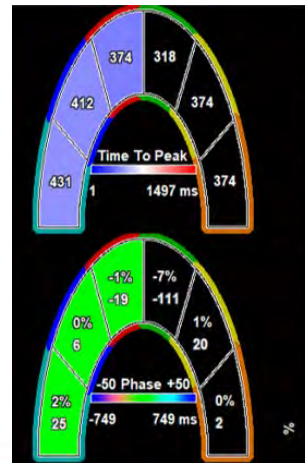 374 318
412 374
Time To Peak
431 374
1 1497 ms
-1% -7%
-19 -111
0% 1%
6 20
-50 Phase +50
2% 0%
-749 749 ms
25 2
%